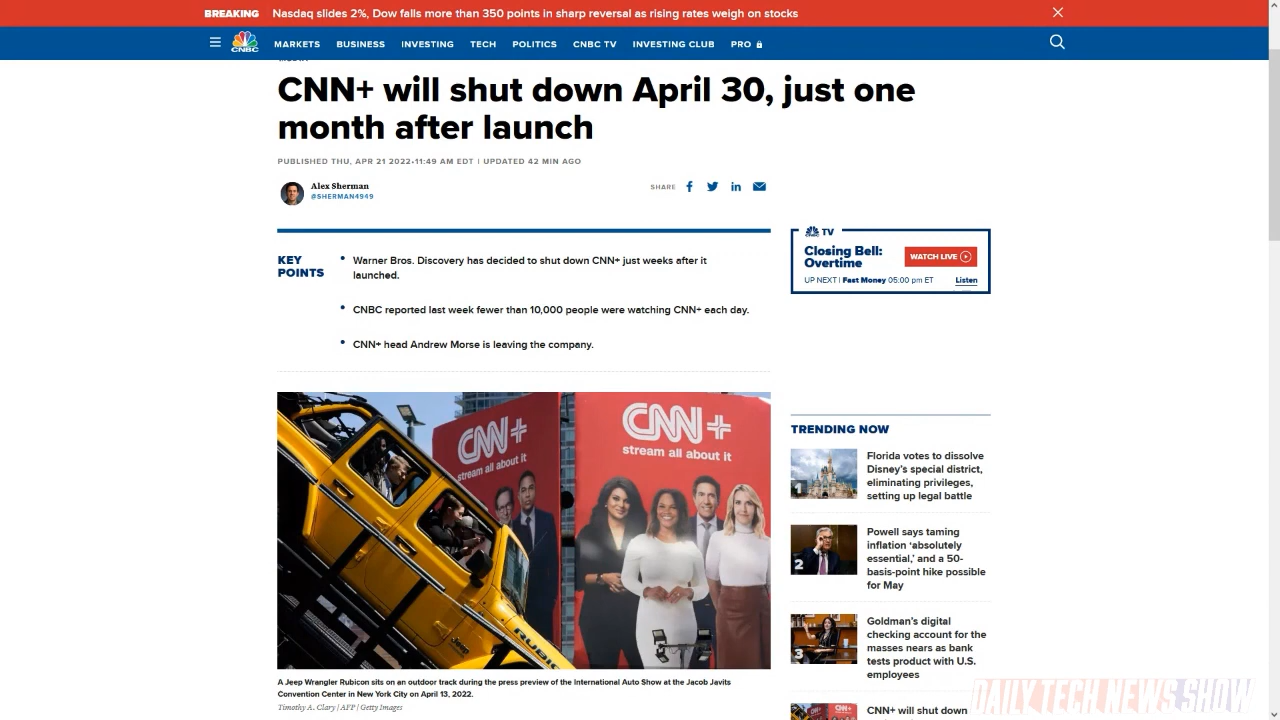 BREAKING Nasdaq slides 2%, Dow falls more than 350 points in sharp reversal as rising rates weigh on stocks
CNBC MARKETS BUSINESS INVESTING TECH POLITICS CNBC TV INVESTING CLUB PRO
CNN+ will shut down April 30, just one
month after launch
PUBLISHED THU, APR 21 2022•11:49 AM EDT | UPDATED 42 MIN AGO
Alex Sherman
@SHERMAN4949
SHARE
KEY
POINTS
• Warner Bros. Discovery has decided to shut down CNN+ just weeks after it
launched.
• CNBC reported last week fewer than 10,000 people were watching CNN+ each day.
• CNN+ head Andrew Morse is leaving the company.
CNN+
stream all about it
CNN+
stream all about it
Jeep
RUBICON
A Jeep Wrangler Rubicon sits on an outdoor track during the press preview of the International Auto Show at the Jacob Javits
Convention Center in New York City on April 13, 2022.
Timothy A. Clary | AFP | Getty Images
CNBC TV
Closing Bell:
Overtime
WATCH LIVE
UP NEXT | Fast Money 05:00 pm ET
Listen
TRENDING NOW
1
Florida votes to dissolve
Disney's special district,
eliminating privileges,
setting up legal battle
2
Powell says taming
inflation ‘absolutely
essential,’ and a 50-
basis-point hike possible
for May
3
Goldman's digital
checking account for the
masses nears as bank
tests product with U.S.
employees
CNN+ will shut down
DAILY TECH NEWS SHOW